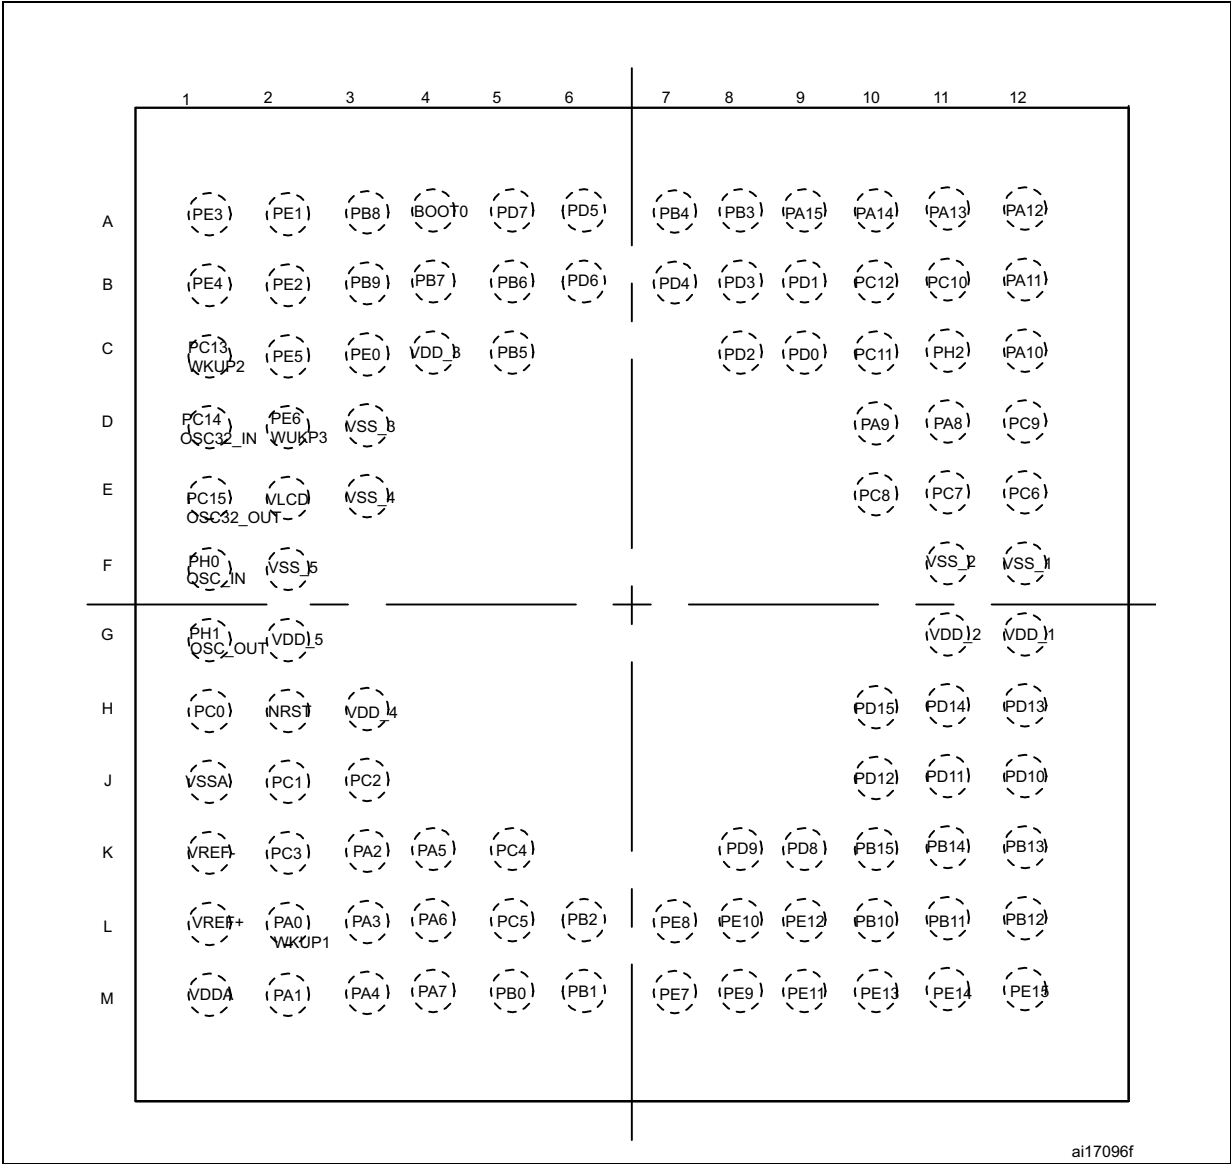 1 2 3 4 5 6 7 8 9 10 11 12
A PE3 PE1 PB8 BOOT0 PD7 PD5 PB4 PB3 PA15 PA14 PA13 PA12
B PE4 PE2 PB9 PB7 PB6 PD6 PD4 PD3 PD1 PC12 PC10 PA11
C PC13 PE5 PE0 VDD_3 PB5 PD2 PD0 PC11 PH2 PA10
WKUP2
D PC14 PE6 VSS_3 PA9 PA8 PC9
OSC32_IN WUKP3
E PC15 VLCD VSS_4 PC8 PC7 PC6
OSC32_OUT
F PH0 VSS_5 VSS_2 VSS_1
OSC_IN
G PH1 VDD_5 VDD_2 VDD_1
OSC_OUT
H PC0 NRST VDD_4 PD15 PD14 PD13
J VSSA PC1 PC2 PD12 PD11 PD10
K VREF- PC3 PA2 PA5 PC4 PD9 PD8 PB15 PB14 PB13
L VREF+ PA0 PA3 PA6 PC5 PB2 PE8 PE10 PE12 PB10 PB11 PB12
WKUP1
M VDDA PA1 PA4 PA7 PB0 PB1 PE7 PE9 PE11 PE13 PE14 PE15
ai17096f